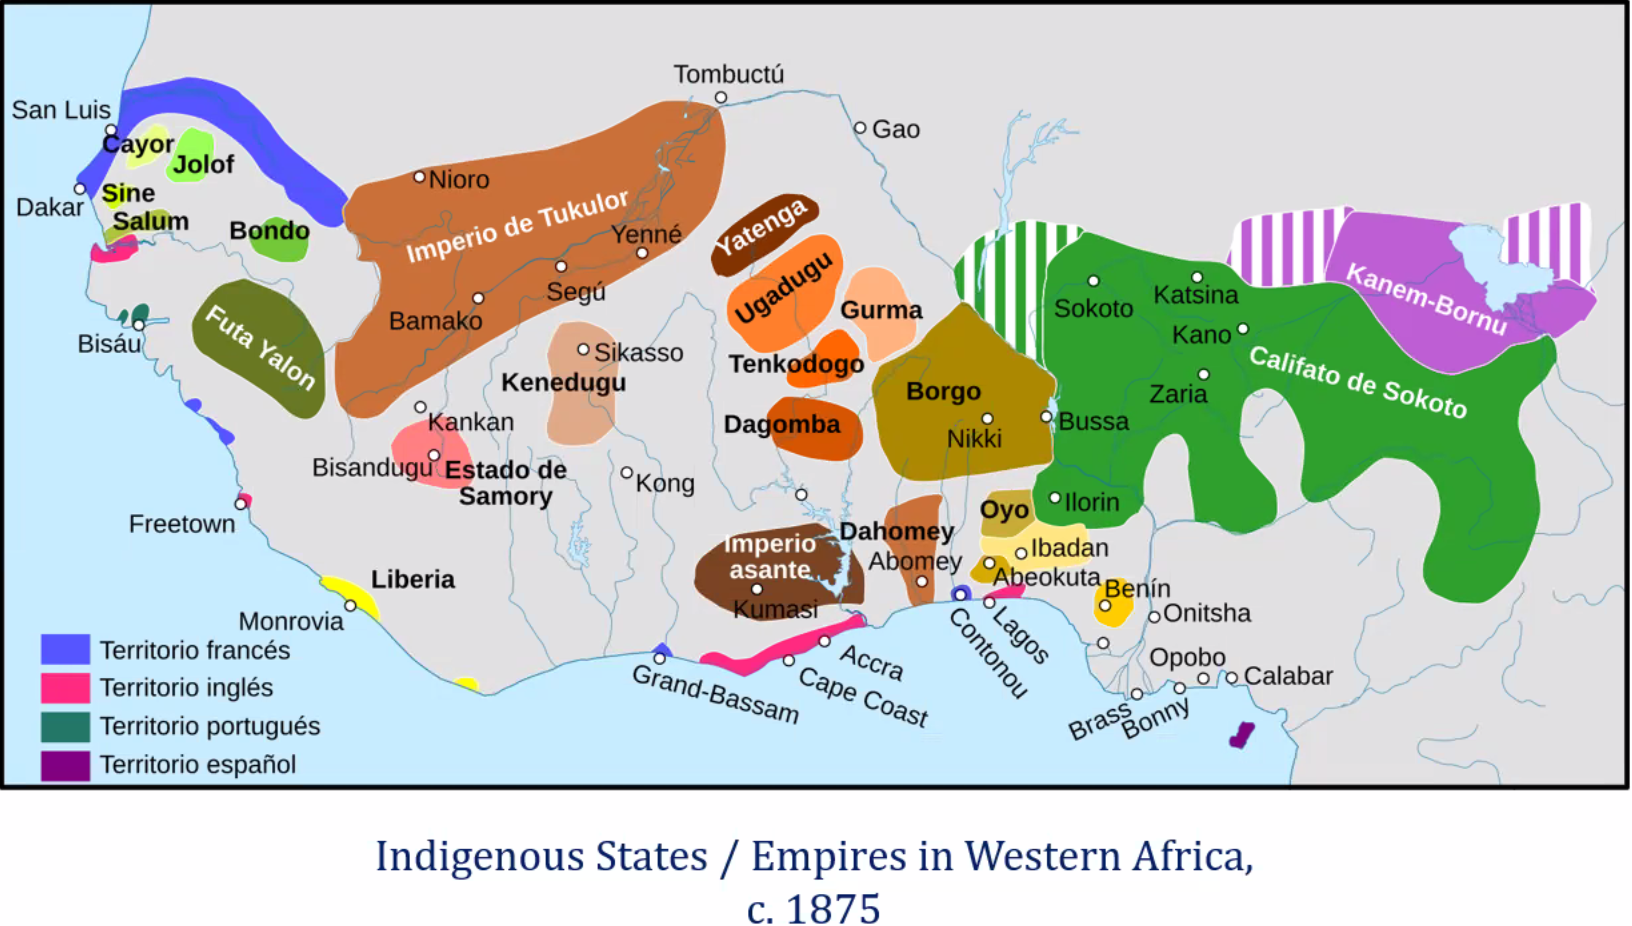 Tombuctú
San Luis
Gao
Cayor
Jolof
Nioro
Sine
Dakar
Salum
Bondo
Imperio de Tukulor
Yenné
Yatenga
Segú
Ugadugu
Gurma
Sokoto
Katsina
Kanem-Bornu
Bamako
Futa Yalon
Bisáu
Kano
Sikasso
Tenkodogo
Califato de Sokoto
Kenedugu
Borgo
Zaria
Kankan
Dagomba
Nikki
Bussa
Bisandugu
Estado de
Samory
Kong
Ilorin
Oyo
Freetown
Dahomey
Imperio
asante
Ibadan
Abomey
Abeokuta
Liberia
Benín
Kumasi
Onitsha
Monrovia
Lagos
Contonou
Accra
Opobo
Calabar
Cape Coast
Grand-Bassam
Brass
Bonny
Territorio francés
Territorio inglés
Territorio portugués
Territorio español
Indigenous States / Empires in Western Africa,
c. 1875